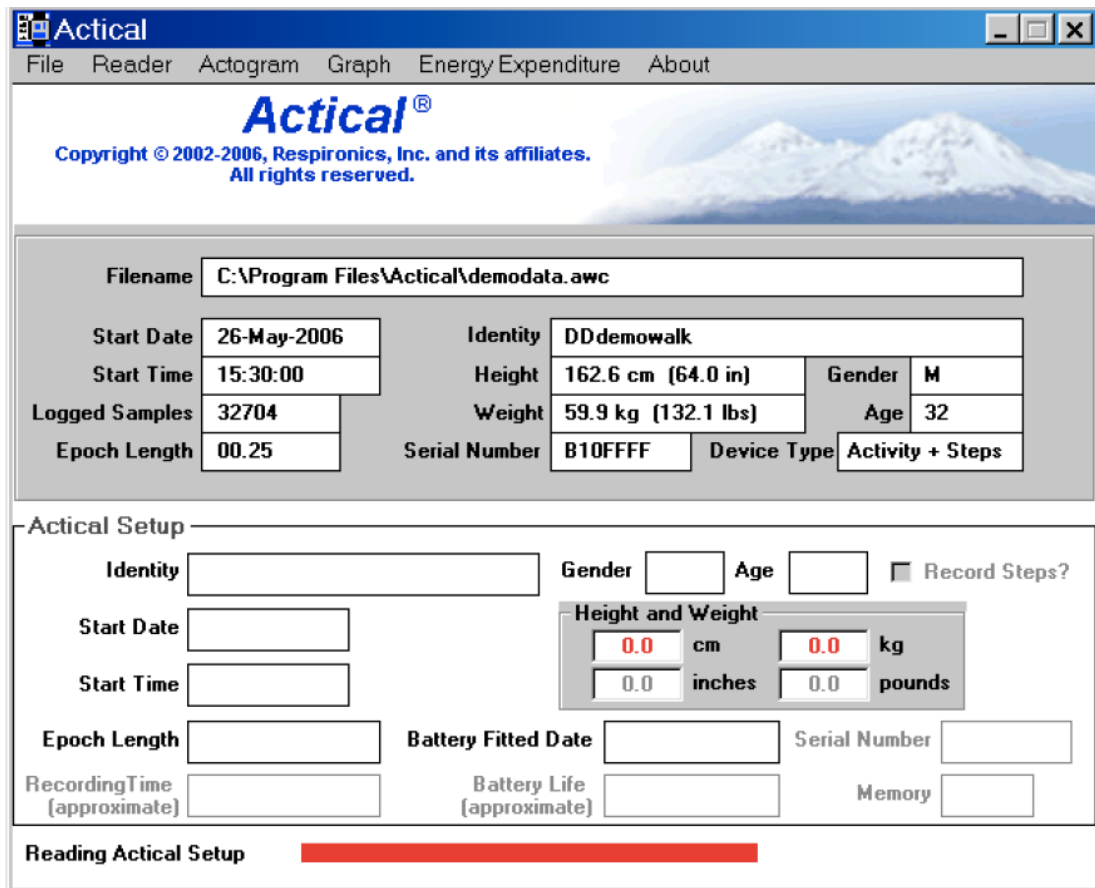 Actical
File Reader Actogram Graph Energy Expenditure About
Actical®
Copyright © 2002-2006, Respironics, Inc. and its affiliates.
All rights reserved.
Filename C:\Program Files\Actical\demodata.awc
Start Date 26-May-2006 Identity DDdemowalk
Start Time 15:30:00 Height 162.6 cm (64.0 in) Gender M
Logged Samples 32704 Weight 59.9 kg (132.1 lbs) Age 32
Epoch Length 00.25 Serial Number B10FFFF Device Type Activity + Steps
Actical Setup
Identity Gender Age Record Steps?
Height and Weight
Start Date 0.0 cm 0.0 kg
Start Time 0.0 inches 0.0 pounds
Epoch Length Battery Fitted Date Serial Number
RecordingTime (approximate) Battery Life (approximate) Memory
Reading Actical Setup